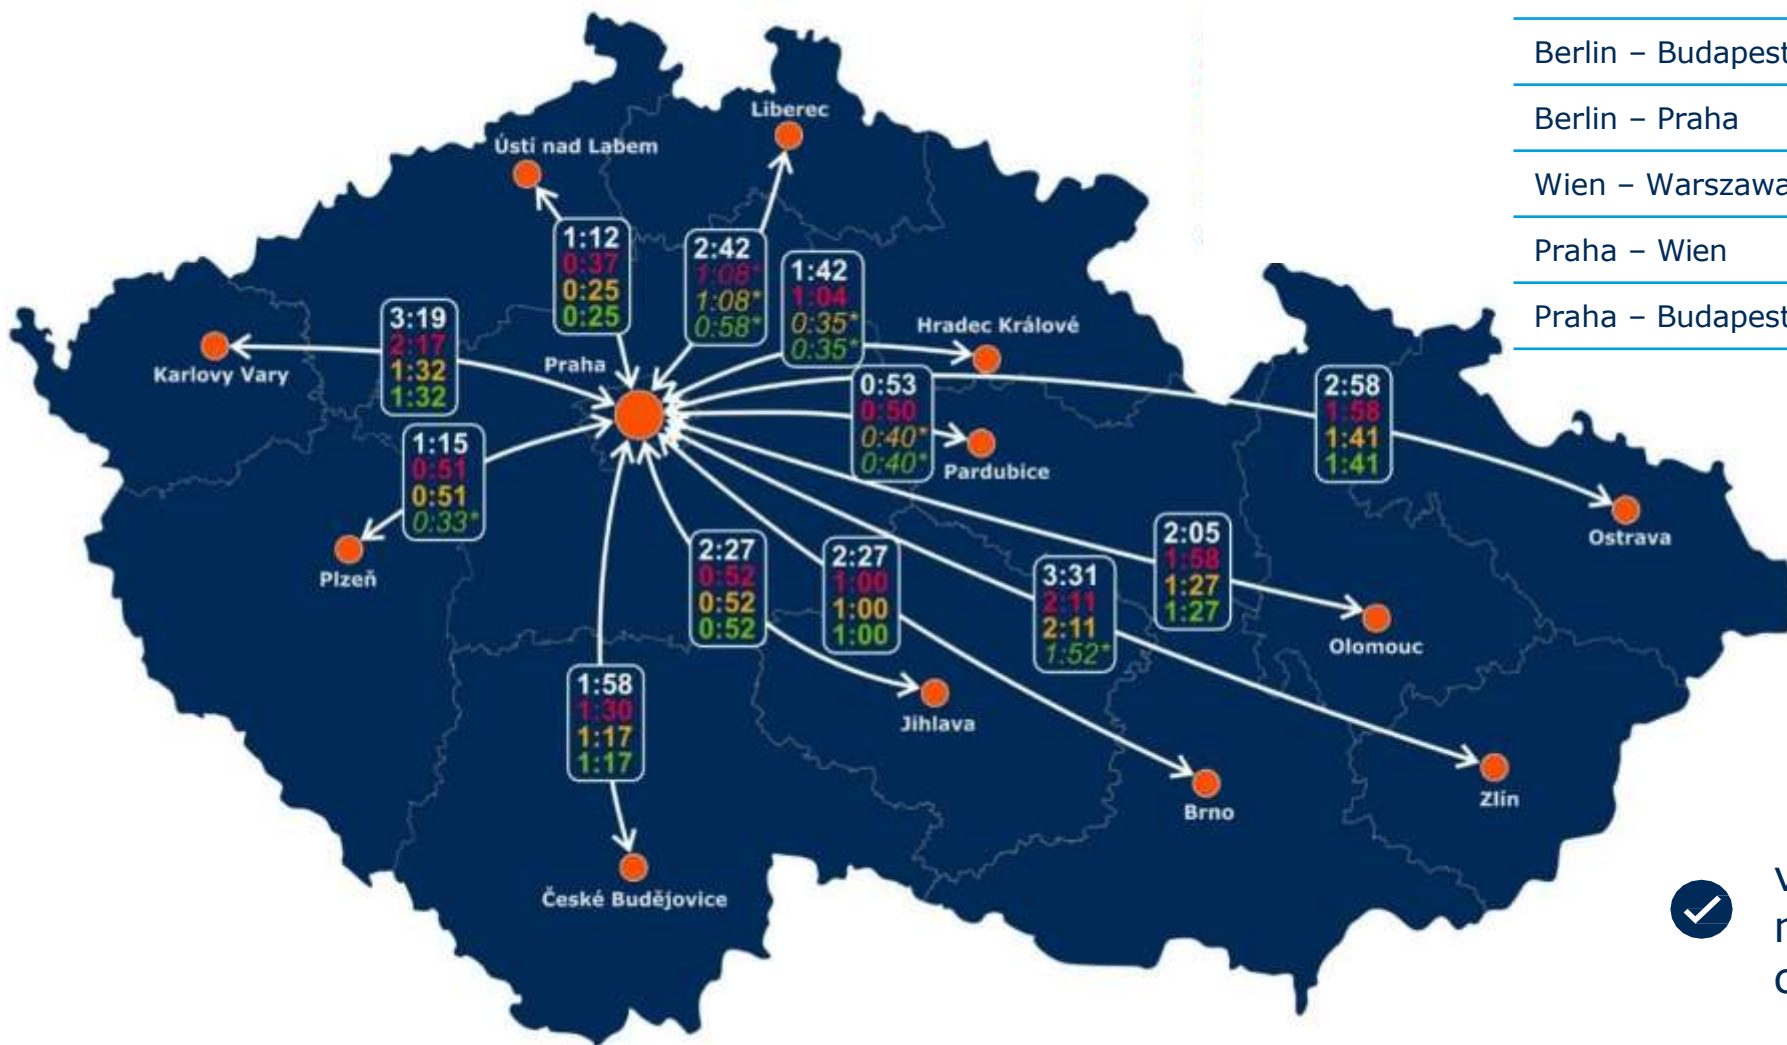 Berlin – Budapest
Berlin – Praha
Wien – Warszawa
Praha – Wien
Praha – Budapest
Liberec
Ústí nad Labem
1:12
0:37
0:25
0:25
2:42
1:08*
1:08*
0:58*
1:42
1:04
0:35*
0:35*
Hradec Králové
3:19
2:17
1:32
1:32
Karlovy Vary
Praha
0:53
0:50
0:40*
0:40*
Pardubice
2:58
1:58
1:41
1:41
Ostrava
1:15
0:51
0:51
0:33*
Plzeň
2:27
0:52
0:52
0:52
Jihlava
2:27
1:00
1:00
1:00
Brno
3:31
2:11
2:11
1:52*
Zlín
2:05
1:58
1:27
1:27
Olomouc
1:58
1:30
1:17
1:17
České Budějovice